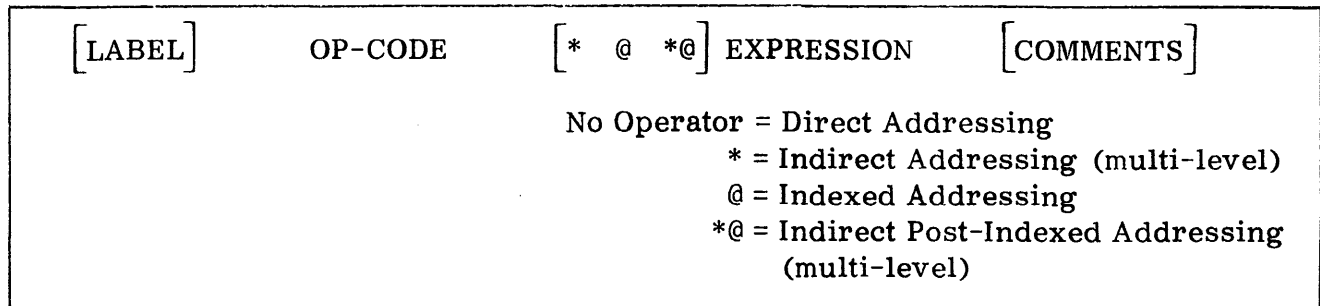 [LABEL] OP-CODE [* @ *@] EXPRESSION [COMMENTS]
No Operator = Direct Addressing
* = Indirect Addressing (multi-level)
@ = Indexed Addressing
*@ = Indirect Post-Indexed Addressing
(multi-level)